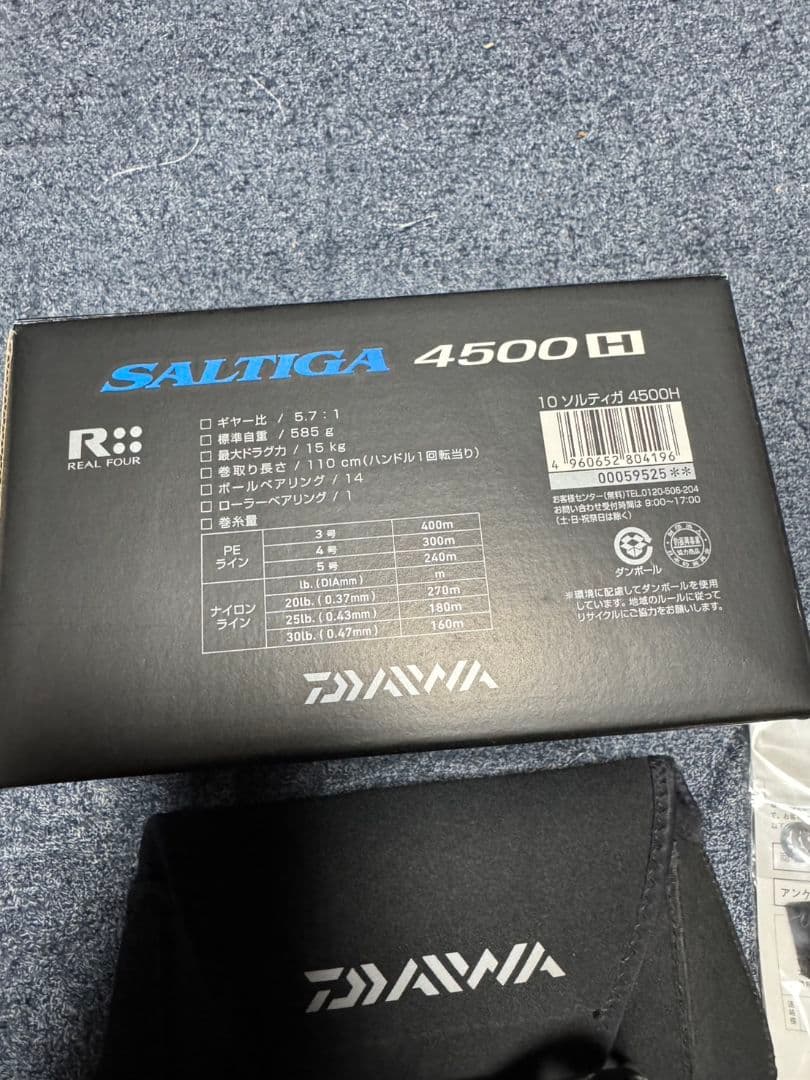 SALTIGA 4500 H
R
REAL FOUR
□ ギヤー比 / 5.7:1
□ 標準自重 / 585 g
□ 最大ドラグ力 / 15 kg
□ 巻取り長さ / 110 cm(ハンドル1回転当り)
□ ボールベアリング / 14
□ ローラーベアリング / 1
□ 巻糸量
PEライン
3号 400m
4号 300m
5号 240m
ナイロンライン
lb.(DIAmm) m
20lb.(0.37mm) 270m
25lb.(0.43mm) 180m
30lb.(0.47mm) 160m
10 ソルティガ 4500H
4 960652 804196
00059525**
お客様センター(無料)TEL.0120-506-204
お問い合わせ受付時間は 9:00〜17:00
(土・日・祝祭日は除く)
ダンボール
協力商品
※環境に配慮してダンボールを使用
しています。地域のルールに従って
リサイクルにご協力をお願いします。
DAIWA
DAIWA
アンケ